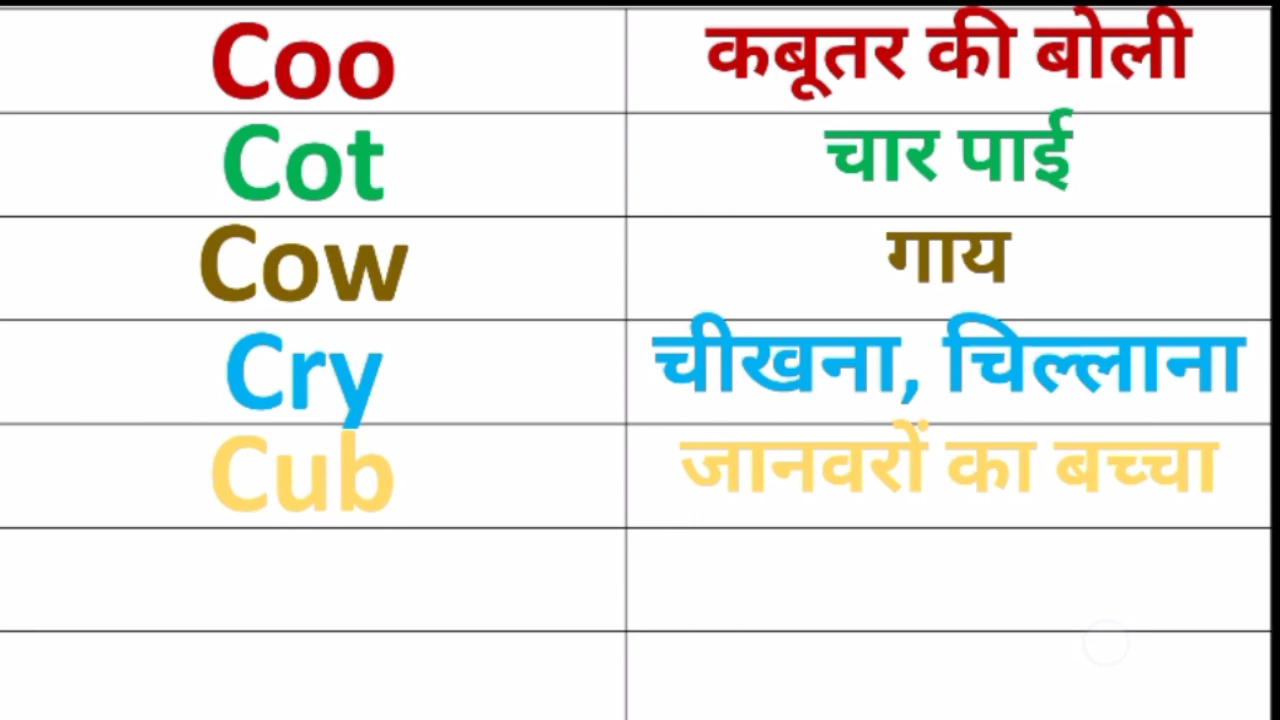 Coo कबूतर की बोली
Cot चार पाई
Cow गाय
Cry चीखना, चिल्लाना
Cub जानवरों का बच्चा